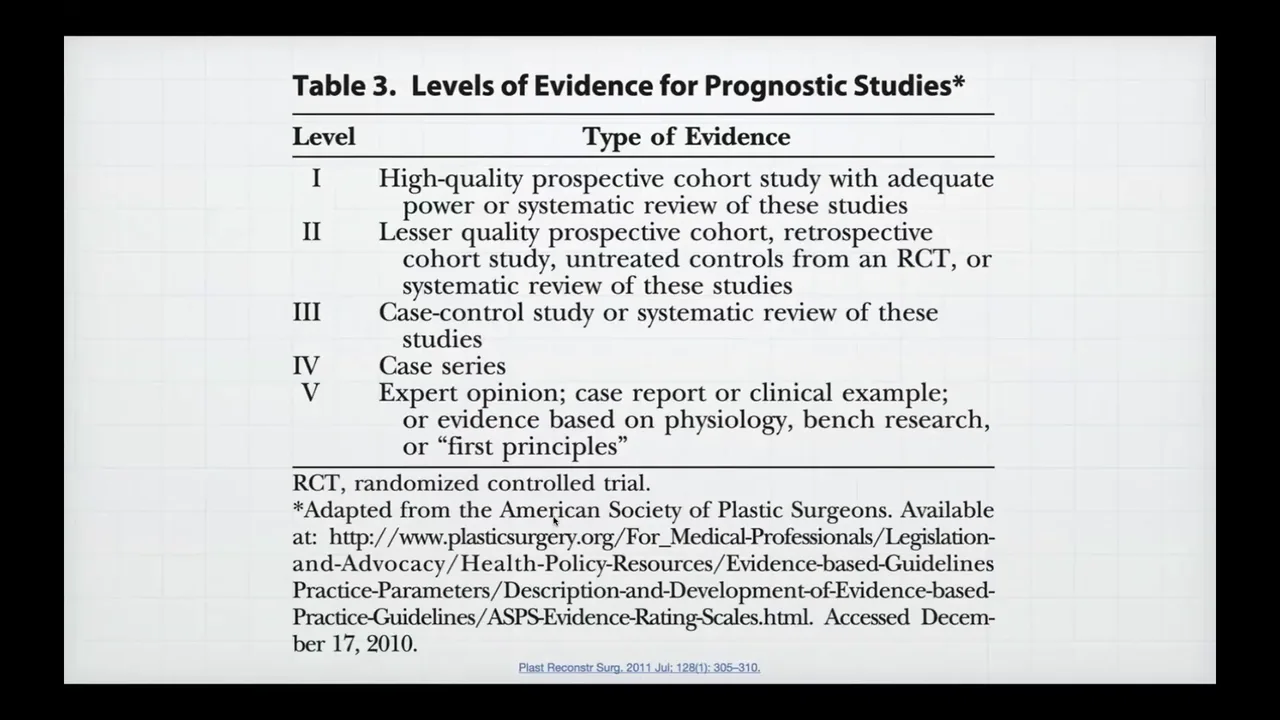 Table 3. Levels of Evidence for Prognostic Studies*
Level Type of Evidence
I High-quality prospective cohort study with adequate
power or systematic review of these studies
II Lesser quality prospective cohort, retrospective
cohort study, untreated controls from an RCT, or
systematic review of these studies
III Case-control study or systematic review of these
studies
IV Case series
V Expert opinion; case report or clinical example;
or evidence based on physiology, bench research,
or “first principles”
RCT, randomized controlled trial.
*Adapted from the American Society of Plastic Surgeons. Available
at: http://www.plasticsurgery.org/For_Medical-Professionals/Legislation-
and-Advocacy/Health-Policy-Resources/Evidence-based-Guidelines
Practice-Parameters/Description-and-Development-of-Evidence-based-
Practice-Guidelines/ASPS-Evidence-Rating-Scales.html. Accessed Decem-
ber 17, 2010.
Plast Reconstr Surg. 2011 Jul; 128(1): 305–310.